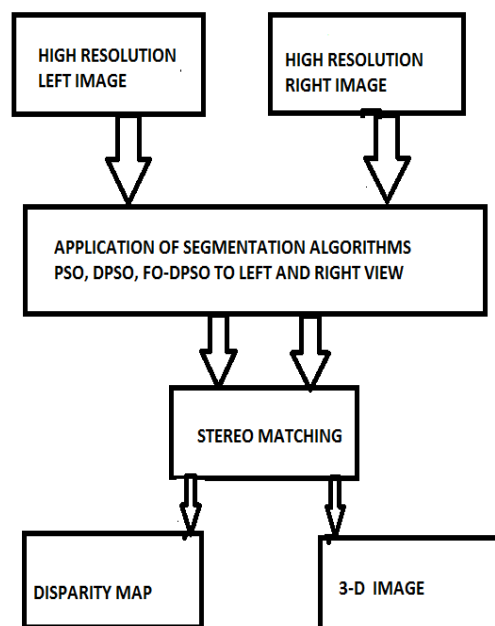 HIGH RESOLUTION
LEFT IMAGE
HIGH RESOLUTION
RIGHT IMAGE
APPLICATION OF SEGMENTATION ALGORITHMS
PSO, DPSO, FO-DPSO TO LEFT AND RIGHT VIEW
STEREO MATCHING
DISPARITY MAP
3-D IMAGE